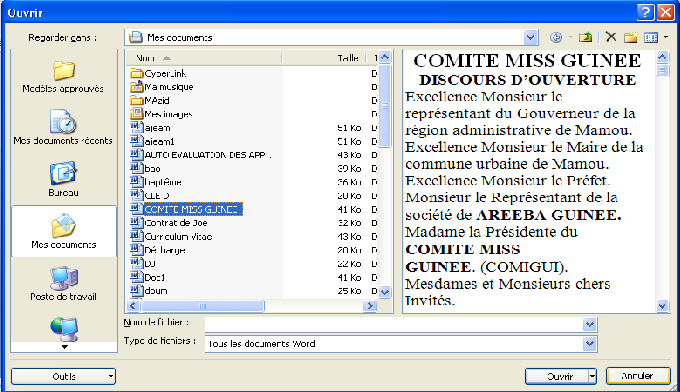 Ouvrir
Regarder dans :
Mes documents
Modèles approuvés
Mes documents récents
Bureau
Mes documents
Poste de travail
Nom
Taille
CyberLink
Ma musique
MAzid
Mes images
ajeam 51 Ko
ajeam1 51 Ko
AUTO EVALUATION DES APP... 43 Ko
bao 39 Ko
baptême 36 Ko
20 Ko
COMITE MISS GUINEE 41 Ko
Contrat de Joe 32 Ko
Curriculum Vitae 43 Ko
Décharge 20 Ko
DJ 22 Ko
Doc1 41 Ko
doum 25 Ko
COMITE MISS GUINEE
DISCOURS D'OUVERTURE
Excellence Monsieur le
représentant du Gouverneur de la
région administrative de Mamou.
Excellence Monsieur le Maire de la
commune urbaine de Mamou.
Excellence Monsieur le Préfet.
Monsieur le Représentant de la
société de AREEBA GUINEE.
Madame la Présidente du
COMITE MISS
GUINEE. (COMIGUI).
Mesdames et Monsieurs chers
Invités.
Nom de fichier :
Type de fichiers : Tous les documents Word
Outils
Ouvrir
Annuler